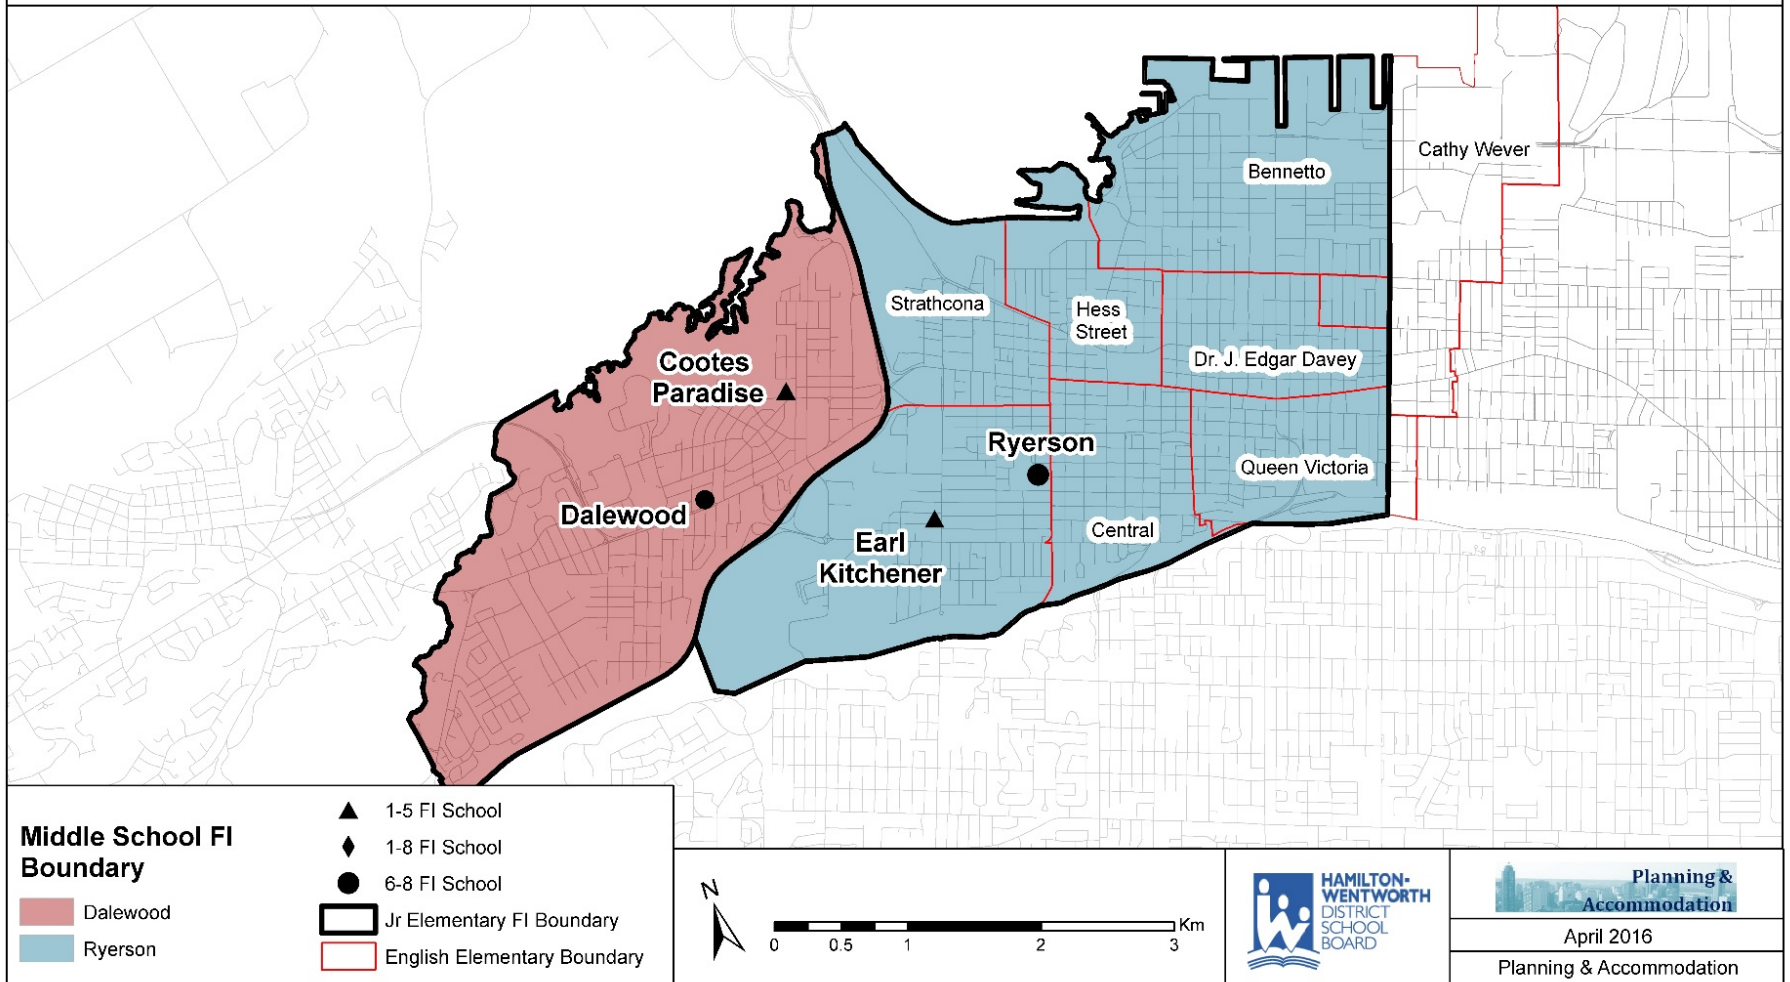 Cathy Wever
Bennetto
Strathcona
Hess
Street
Dr. J. Edgar Davey
Cootes
Paradise
Ryerson
Queen Victoria
Dalewood
Central
Earl
Kitchener
Middle School FI
Boundary
Dalewood
Ryerson
1-5 FI School
1-8 FI School
6-8 FI School
Jr Elementary FI Boundary
English Elementary Boundary
N
Km
0 0.5 1 2 3
HAMILTON-
WENTWORTH
DISTRICT
SCHOOL
BOARD
Planning &
Accommodation
April 2016
Planning & Accommodation